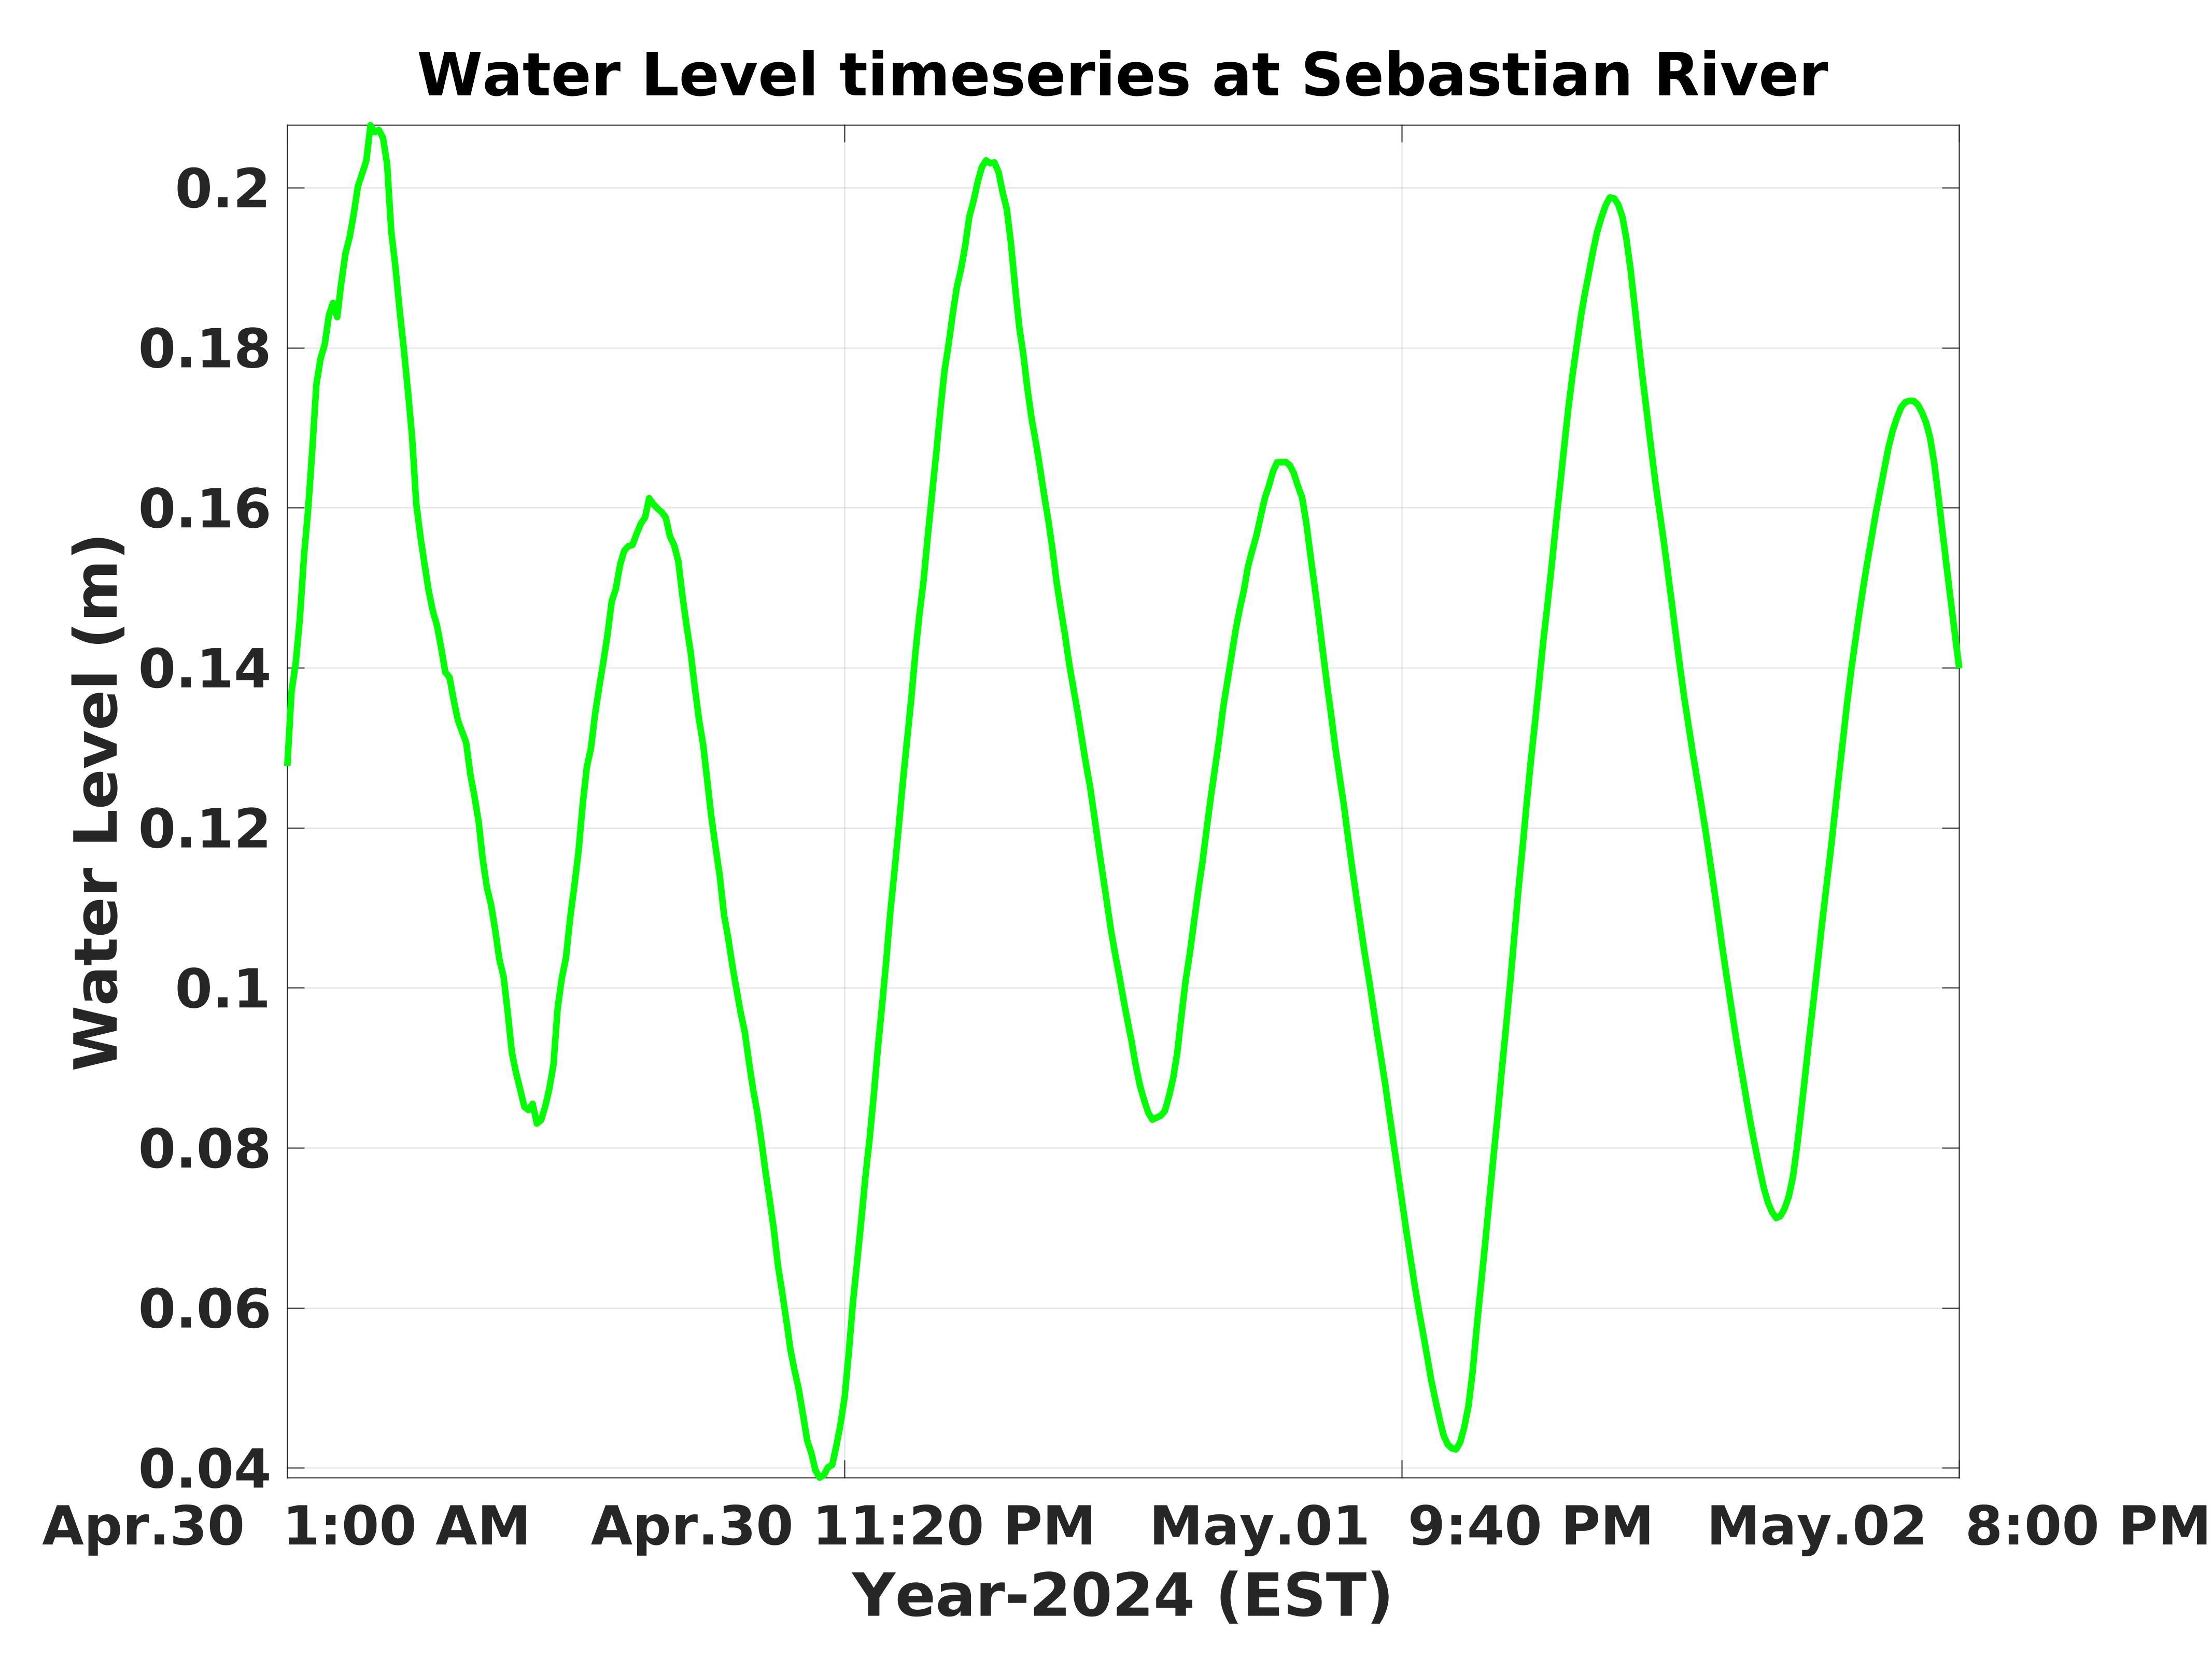 Water Level timeseries at Sebastian River
Water Level (m)
0.2
0.18
0.16
0.14
0.12
0.1
0.08
0.06
0.04
Apr.30  1:00 AM
Apr.30 11:20 PM
May.01  9:40 PM
May.02  8:00 PM
Year-2024 (EST)